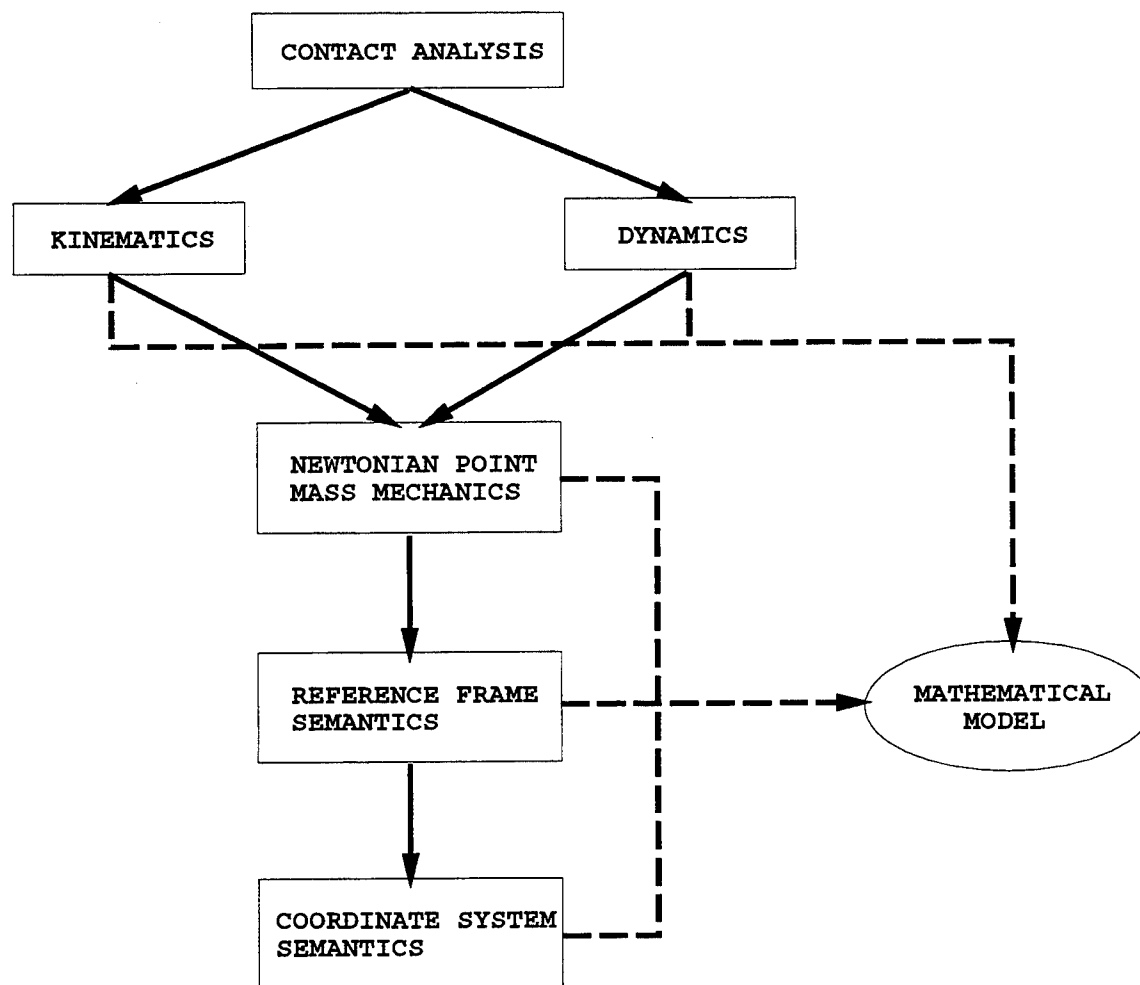 CONTACT ANALYSIS
KINEMATICS
DYNAMICS
NEWTONIAN POINT
MASS MECHANICS
REFERENCE FRAME
SEMANTICS
MATHEMATICAL
MODEL
COORDINATE SYSTEM
SEMANTICS